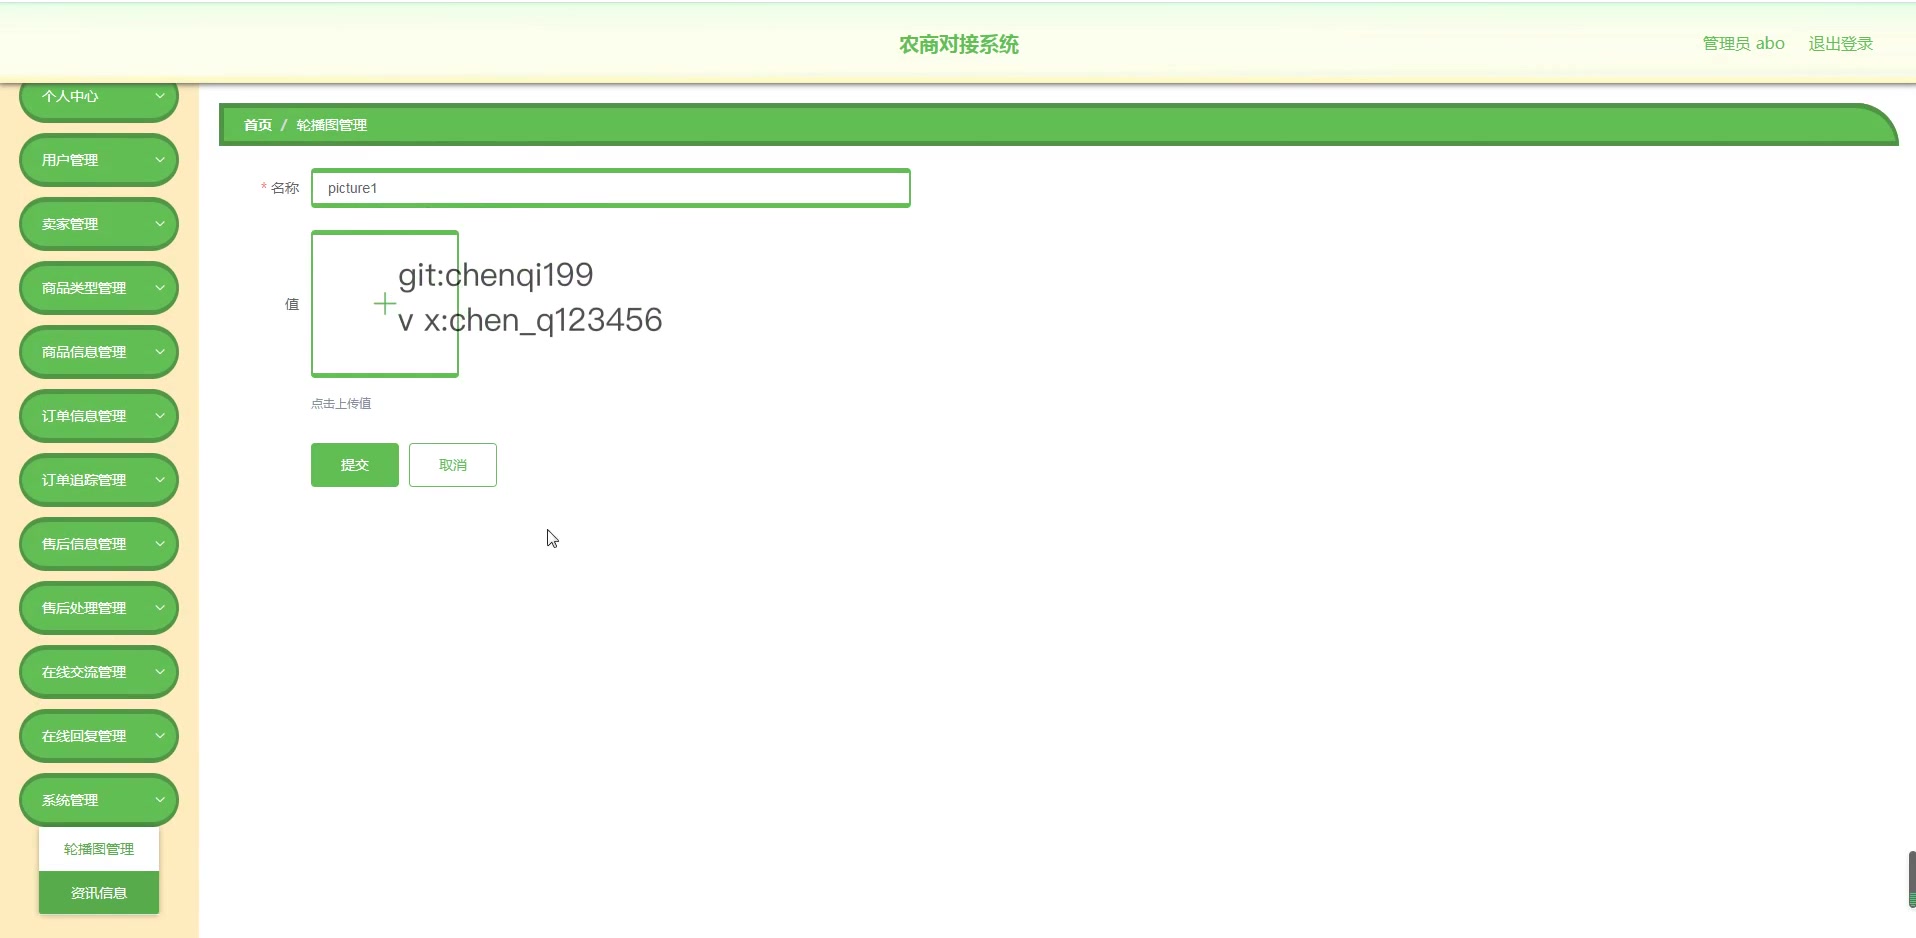 农商对接系统
管理员 abo
退出登录
个人中心
用户管理
卖家管理
商品类型管理
商品信息管理
订单信息管理
订单追踪管理
售后信息管理
售后处理管理
在线交流管理
在线回复管理
系统管理
轮播图管理
资讯信息
首页 / 轮播图管理
* 名称
picture1
值
git:chenqi199
v x:chen_q123456
点击上传值
提交
取消